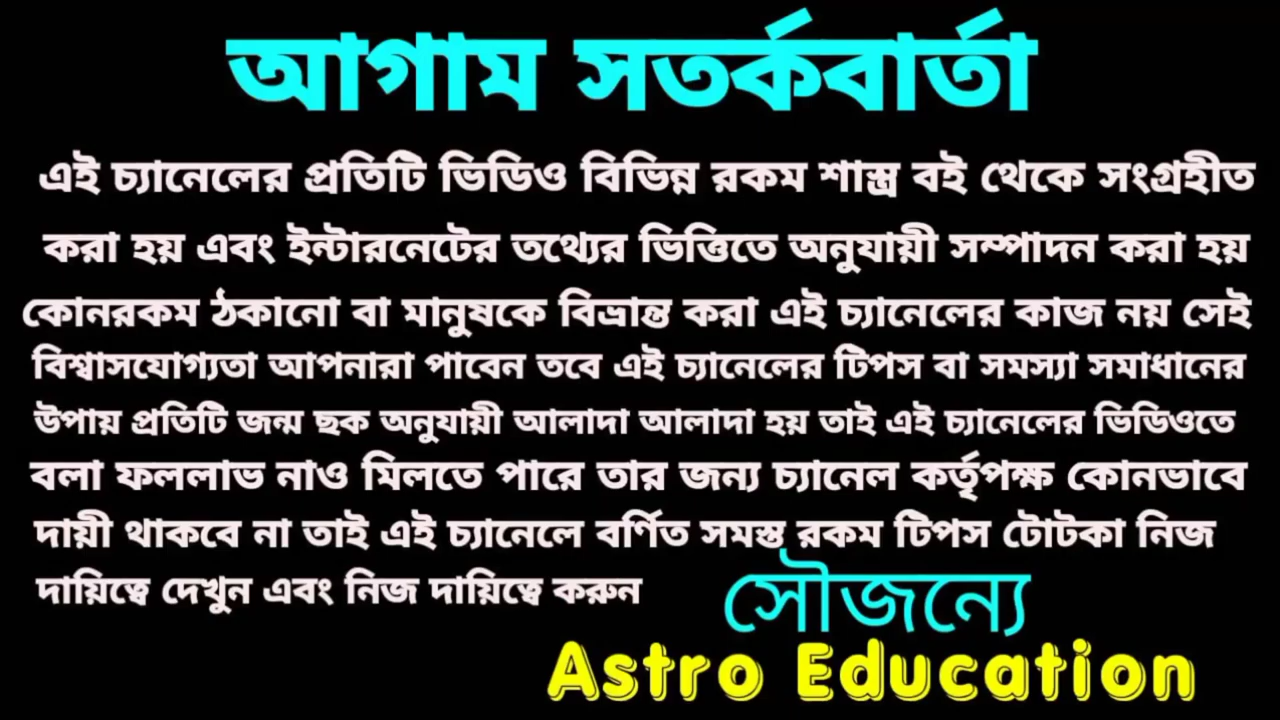 আগাম সতর্কবার্তা
এই চ্যানেলের প্রতিটি ভিডিও বিভিন্ন রকম শাস্ত্র বই থেকে সংগ্রহীত
করা হয় এবং ইন্টারনেটের তথ্যের ভিত্তিতে অনুযায়ী সম্পাদন করা হয়
কোনরকম ঠকানো বা মানুষকে বিভ্রান্ত করা এই চ্যানেলের কাজ নয় সেই
বিশ্বাসযোগ্যতা আপনারা পাবেন তবে এই চ্যানেলের টিপস বা সমস্যা সমাধানের
উপায় প্রতিটি জন্ম ছক অনুযায়ী আলাদা আলাদা হয় তাই এই চ্যানেলের ভিডিওতে
বলা ফললাভ নাও মিলতে পারে তার জন্য চ্যানেল কর্তৃপক্ষ কোনভাবে
দায়ী থাকবে না তাই এই চ্যানেলে বর্ণিত সমস্ত রকম টিপস টোটকা নিজ
দায়িত্বে দেখুন এবং নিজ দায়িত্বে করুন
সৌজন্যে
Astro Education